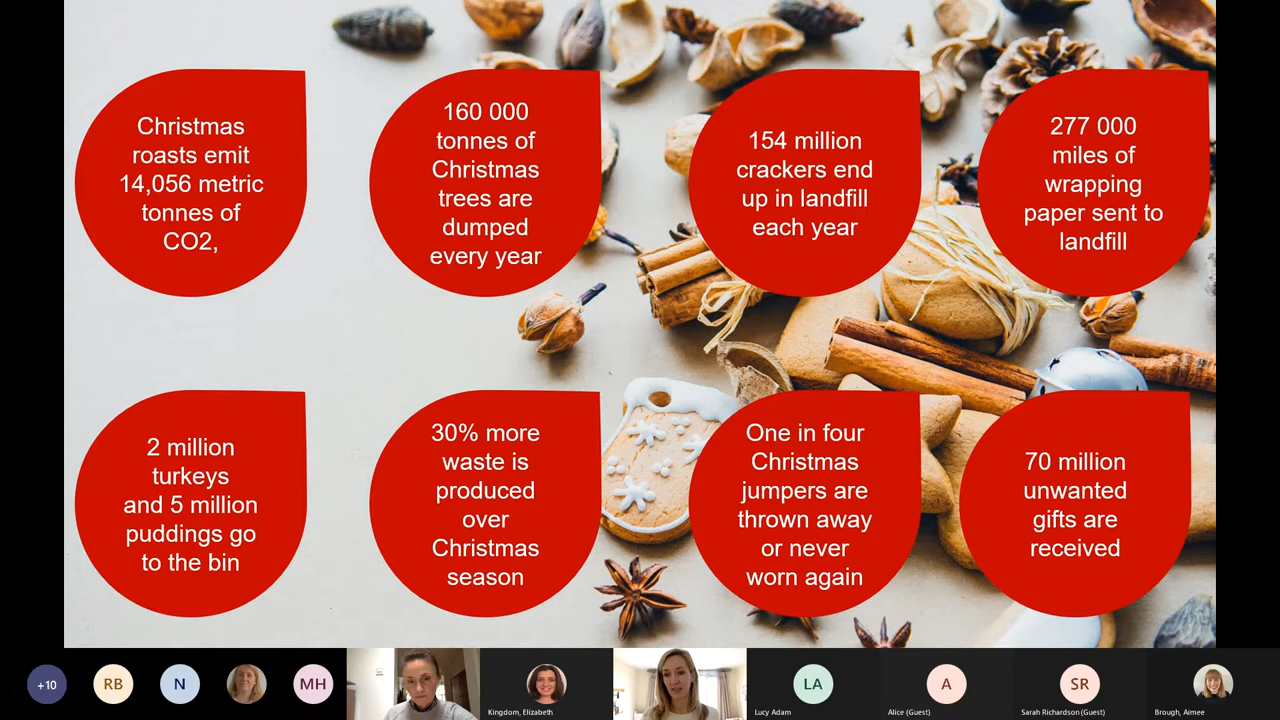 Christmas
roasts emit
14,056 metric
tonnes of
CO2,
160 000
tonnes of
Christmas
trees are
dumped
every year
154 million
crackers end
up in landfill
each year
277 000
miles of
wrapping
paper sent to
landfill
2 million
turkeys
and 5 million
puddings go
to the bin
30% more
waste is
produced
over
Christmas
season
One in four
Christmas
jumpers are
thrown away
or never
worn again
70 million
unwanted
gifts are
received
+10
RB
N
MH
Kingdom, Elizabeth
LA
Lucy Adam
A
Alice (Guest)
SR
Sarah Richardson (Guest)
Brough, Aimee